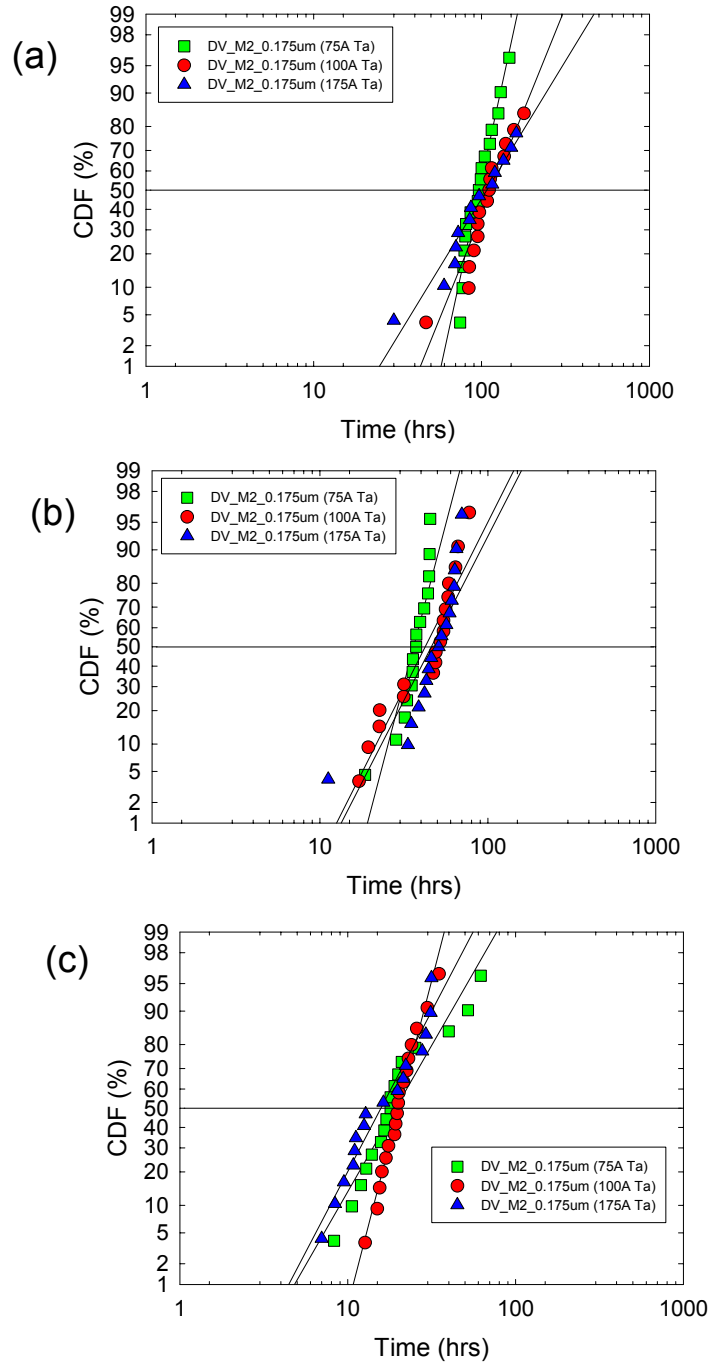 (a)
99
98
95
90
80
70
60
50
40
30
20
10
5
2
1
CDF (%)
DV_M2_0.175um (75A Ta)
DV_M2_0.175um (100A Ta)
DV_M2_0.175um (175A Ta)
1 10 100 1000
Time (hrs)
(b)
99
98
95
90
80
70
60
50
40
30
20
10
5
2
1
CDF (%)
DV_M2_0.175um (75A Ta)
DV_M2_0.175um (100A Ta)
DV_M2_0.175um (175A Ta)
1 10 100 1000
Time (hrs)
(c)
99
98
95
90
80
70
60
50
40
30
20
10
5
2
1
CDF (%)
DV_M2_0.175um (75A Ta)
DV_M2_0.175um (100A Ta)
DV_M2_0.175um (175A Ta)
1 10 100 1000
Time (hrs)